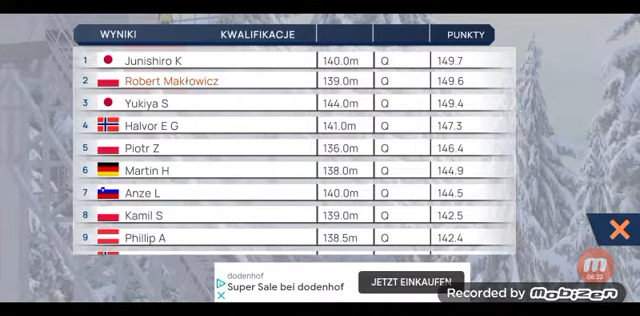 WYNIKI KWALIFIKACJE PUNKTY
1 Junishiro K 140.0m Q 149.7
2 Robert Makłowicz 139.0m Q 149.6
3 Yukiya S 144.0m Q 149.4
4 Halvor E G 141.0m Q 147.3
5 Piotr Z 136.0m Q 146.4
6 Martin H 138.0m Q 144.9
7 Anze L 140.0m Q 144.5
8 Kamil S 139.0m Q 142.5
9 Phillip A 138.5m Q 142.4
06:23
dodenhof
Super Sale bei dodenhof
JETZT EINKAUFEN
Recorded by mobizen